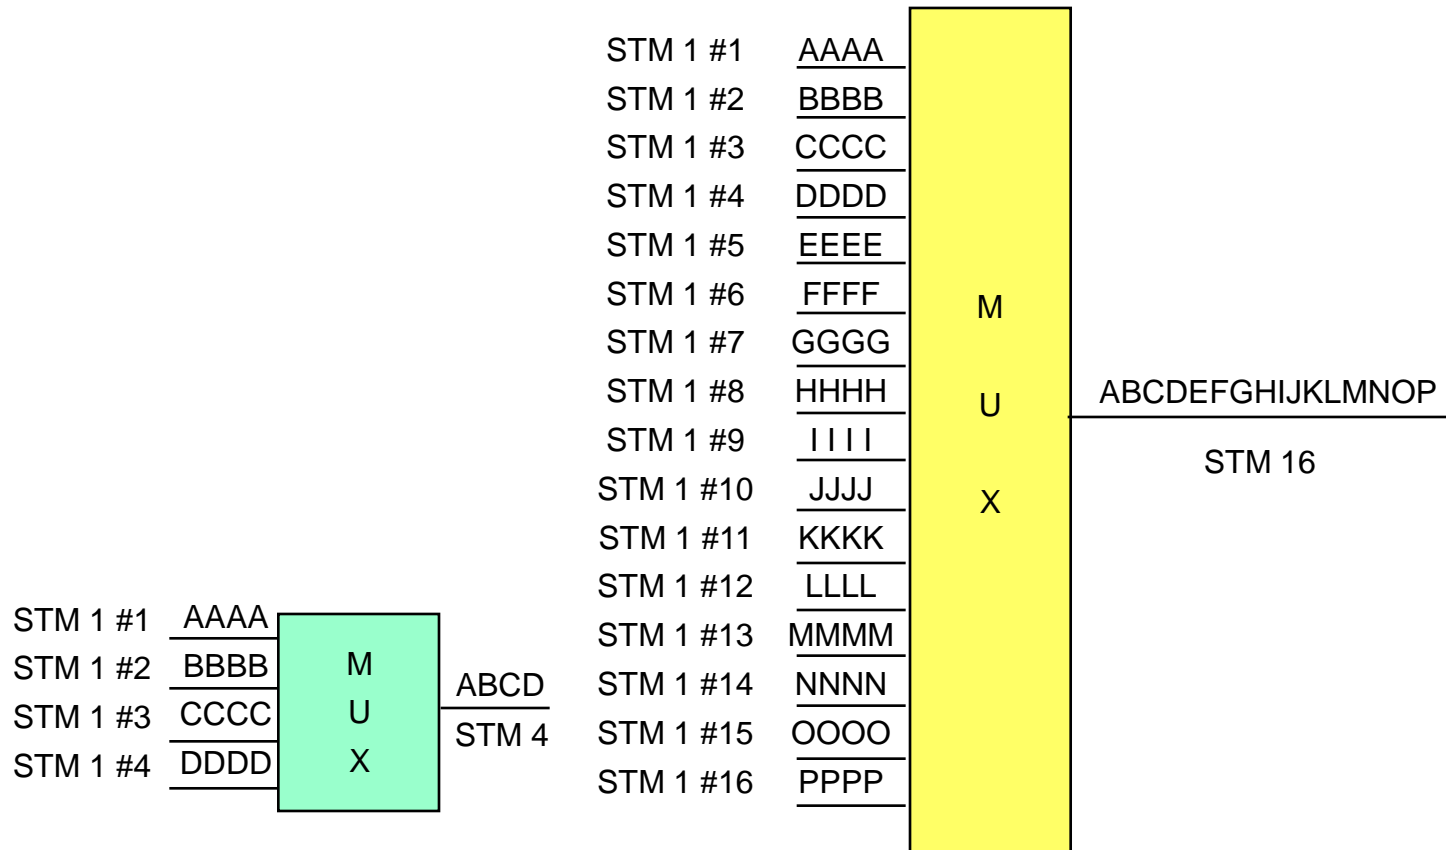 STM 1 #1 AAAA
STM 1 #2 BBBB
STM 1 #3 CCCC
STM 1 #4 DDDD
STM 1 #5 EEEE
STM 1 #6 FFFF
STM 1 #7 GGGG
STM 1 #8 HHHH
STM 1 #9 I I I I
STM 1 #10 JJJJ
STM 1 #11 KKKK
STM 1 #12 LLLL
STM 1 #13 MMMM
STM 1 #14 NNNN
STM 1 #15 OOOO
STM 1 #16 PPPP
M
U
X
ABCDEFGHIJKLMNOP
STM 16
STM 1 #1 AAAA
STM 1 #2 BBBB
STM 1 #3 CCCC
STM 1 #4 DDDD
M
U
X
ABCD
STM 4